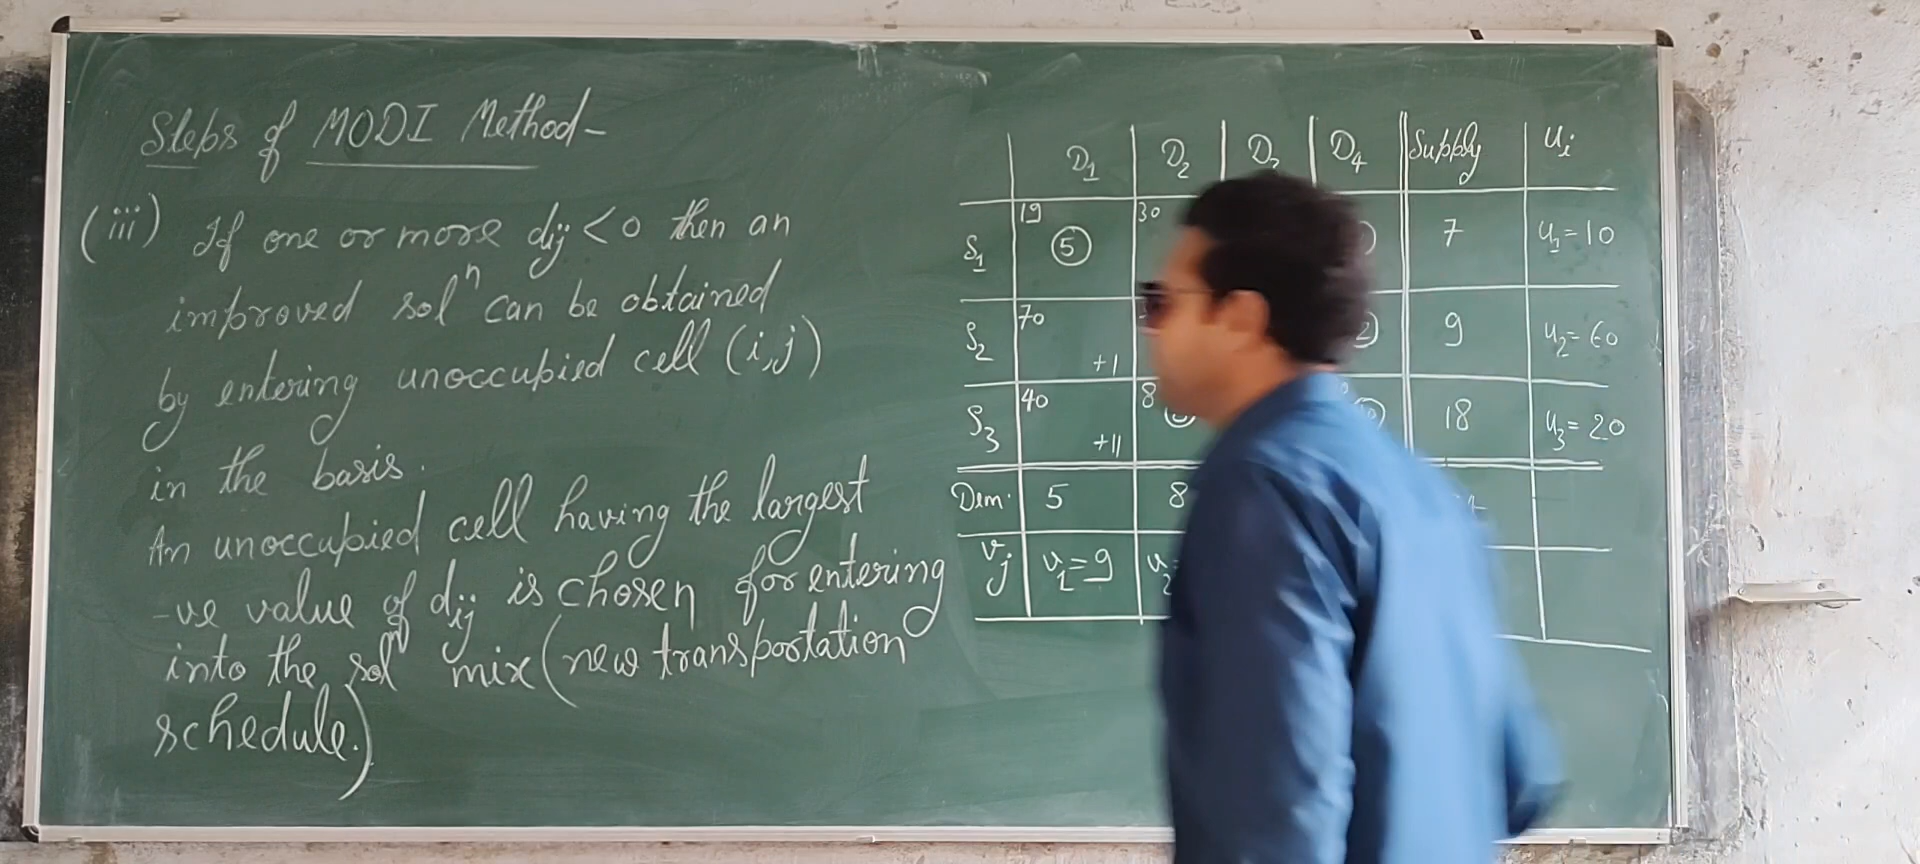 Steps of MODI Method-
(iii) If one or more dij < 0 then an
improved solⁿ can be obtained
by entering unoccupied cell (i,j)
in the basis.
An unoccupied cell having the largest
-ve value of dij is chosen for entering
into the solⁿ mix (new transportation
schedule.)
D1 D2 D4 Supply ui
S1 19 5 30 7 u1=10
S2 70 +1 9 u2=60
S3 40 +11 8 18 u3=20
Dem. 5 8
vj v1=9